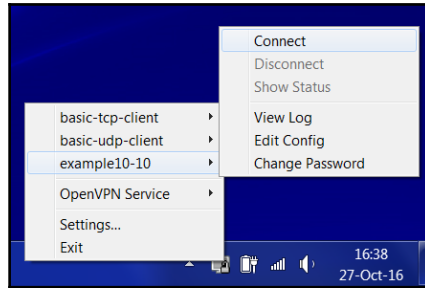 Connect
Disconnect
Show Status
View Log
Edit Config
Change Password
basic-tcp-client
basic-udp-client
example10-10
OpenVPN Service
Settings...
Exit
16:38
27-Oct-16